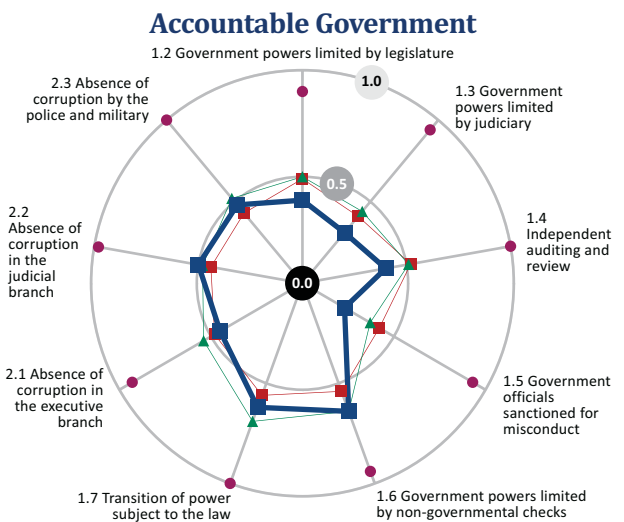 Accountable Government
1.2 Government powers limited by legislature
1.0
2.3 Absence of
corruption by the
police and military
1.3 Government
powers limited
by judiciary
0.5
2.2
Absence of
corruption
in the
judicial
branch
1.4
Independent
auditing and
review
0.0
2.1 Absence of
corruption in
the executive
branch
1.5 Government
officials
sanctioned for
misconduct
1.7 Transition of power
subject to the law
1.6 Government powers limited
by non-governmental checks